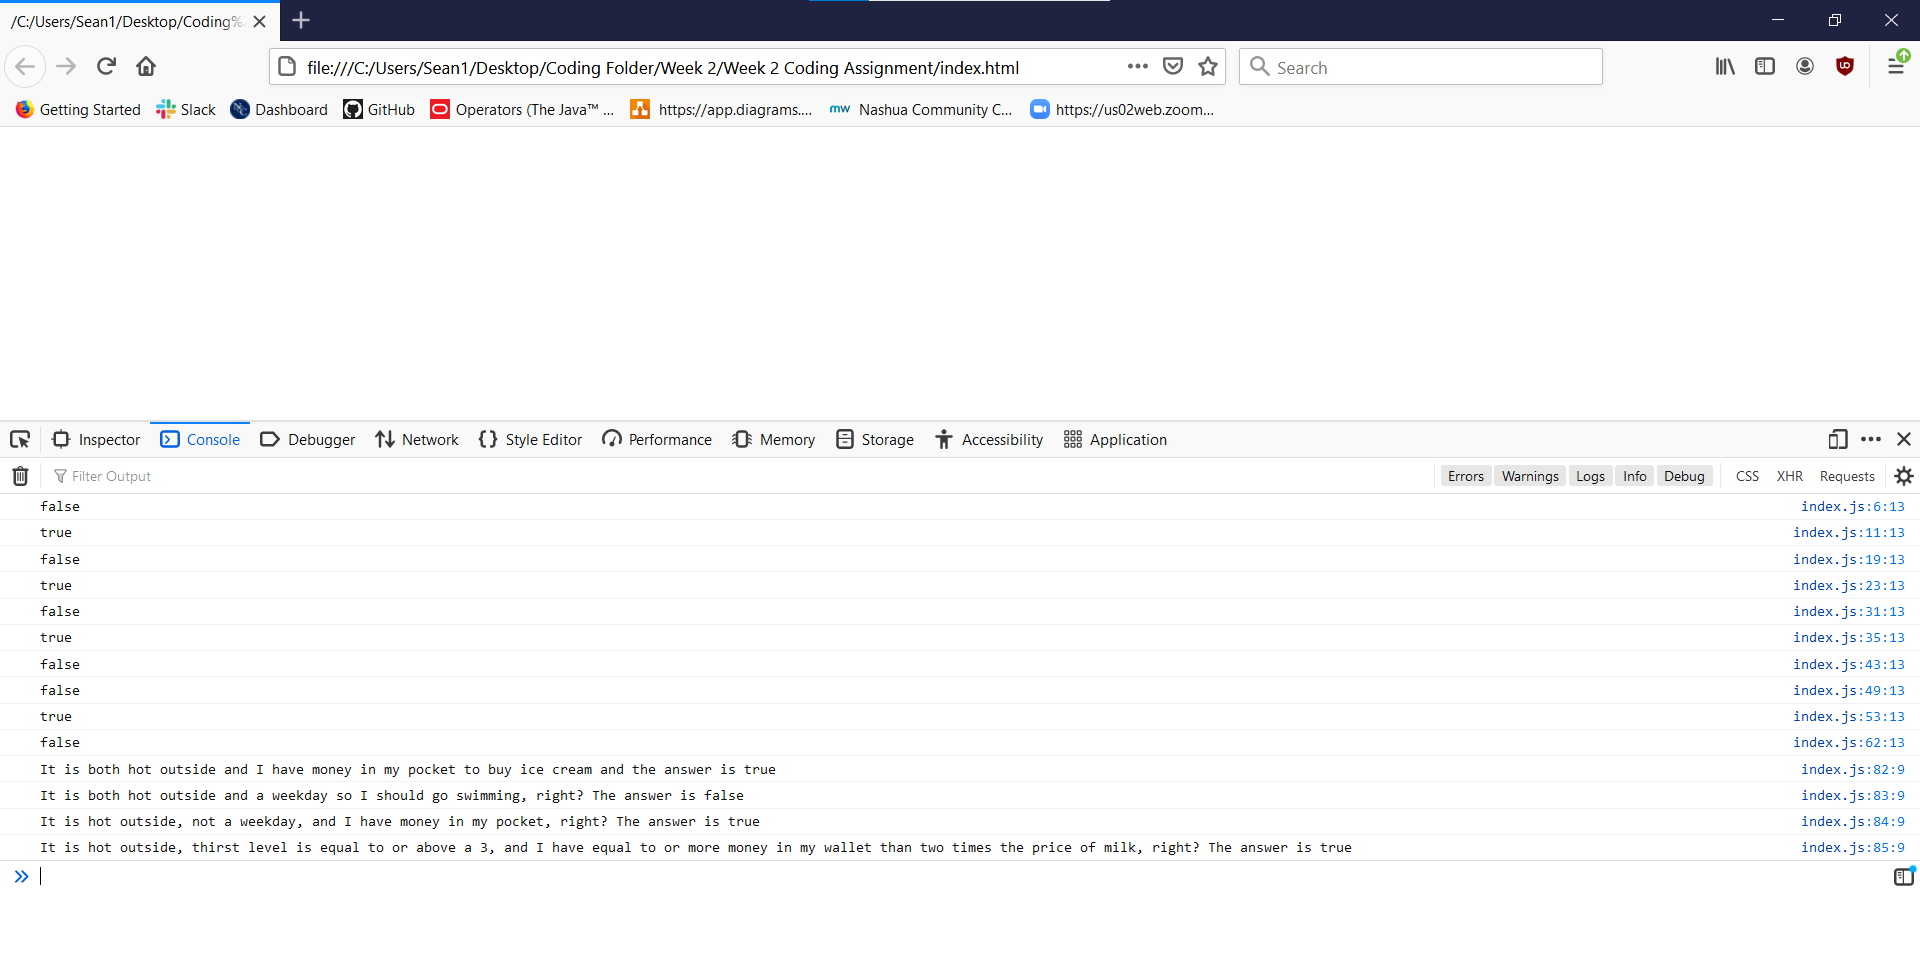 /C:/Users/Sean1/Desktop/Coding%
file:///C:/Users/Sean1/Desktop/Coding Folder/Week 2/Week 2 Coding Assignment/index.html
Search
Getting Started Slack Dashboard GitHub Operators (The Java™ ... https://app.diagrams.... mw Nashua Community C... https://us02web.zoom...
Inspector Console Debugger Network Style Editor Performance Memory Storage Accessibility Application
Filter Output Errors Warnings Logs Info Debug CSS XHR Requests
false index.js:6:13
true index.js:11:13
false index.js:19:13
true index.js:23:13
false index.js:31:13
true index.js:35:13
false index.js:43:13
false index.js:49:13
true index.js:53:13
false index.js:62:13
It is both hot outside and I have money in my pocket to buy ice cream and the answer is true index.js:82:9
It is both hot outside and a weekday so I should go swimming, right? The answer is false index.js:83:9
It is hot outside, not a weekday, and I have money in my pocket, right? The answer is true index.js:84:9
It is hot outside, thirst level is equal to or above a 3, and I have equal to or more money in my wallet than two times the price of milk, right? The answer is true index.js:85:9